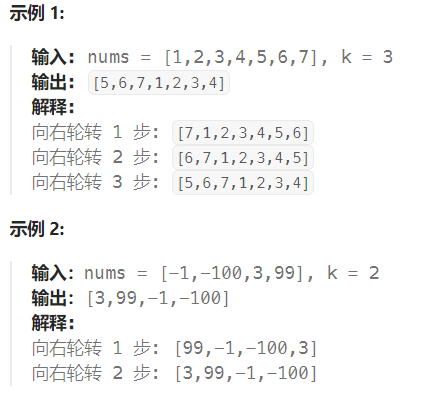 示例 1:
输入: nums = [1,2,3,4,5,6,7], k = 3
输出: [5,6,7,1,2,3,4]
解释:
向右轮转 1 步: [7,1,2,3,4,5,6]
向右轮转 2 步: [6,7,1,2,3,4,5]
向右轮转 3 步: [5,6,7,1,2,3,4]
示例 2:
输入: nums = [-1,-100,3,99], k = 2
输出: [3,99,-1,-100]
解释:
向右轮转 1 步: [99,-1,-100,3]
向右轮转 2 步: [3,99,-1,-100]